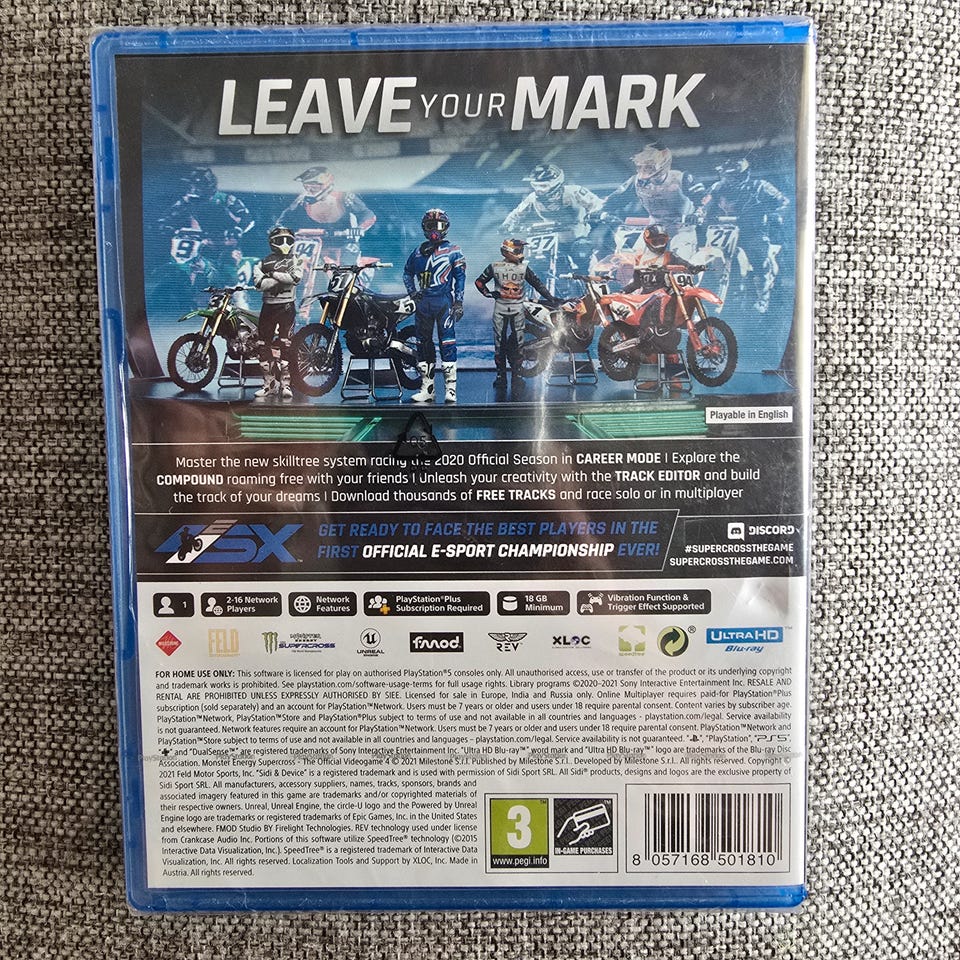 LEAVE YOUR MARK
9
94
37
1
21
51
51
1
94
Playable in English
05
Master the new skilltree system racing the 2020 Official Season in CAREER MODE | Explore the
COMPOUND roaming free with your friends | Unleash your creativity with the TRACK EDITOR and build
the track of your dreams | Download thousands of FREE TRACKS and race solo or in multiplayer
SX
GET READY TO FACE THE BEST PLAYERS IN THE
FIRST OFFICIAL E-SPORT CHAMPIONSHIP EVER!
DISCORD
#SUPERCROSSTHEGAME
SUPERCROSSTHEGAME.COM
1
2-16 Network
Players
Network
Features
PlayStation®Plus
Subscription Required
18 GB
Minimum
Vibration Function &
Trigger Effect Supported
MILESTONE
FELD
MONSTER
ENERGY
SUPERCROSS
UNREAL
ENGINE
fmod
REV
XLOC
speedtree
®
ULTRA HD™
Blu-ray
FOR HOME USE ONLY: This software is licensed for play on authorised PlayStation®5 consoles only. All unauthorised access, use or transfer of the product or its underlying copyright
and trademark works is prohibited. See playstation.com/software-usage-terms for full usage rights. Library programs ©2020-2021 Sony Interactive Entertainment Inc. RESALE AND
RENTAL ARE PROHIBITED UNLESS EXPRESSLY AUTHORISED BY SIEE. Licensed for sale in Europe, India and Russia only. Online Multiplayer requires paid-for PlayStation®Plus
subscription (sold separately) and an account for PlayStation™Network. Users must be 7 years or older and users under 18 require parental consent. Content varies by subscriber age.
PlayStation™Network, PlayStation™Store and PlayStation®Plus subject to terms of use and not available in all countries and languages - playstation.com/legal. Service availability
is not guaranteed. Network features require an account for PlayStation™Network. Users must be 7 years or older and users under 18 require parental consent. PlayStation™Network and
PlayStation™Store subject to terms of use and not available in all countries and languages – playstation.com/legal. Service availability is not guaranteed. "PlayStation", "PS5"
and "DualSense™" are registered trademarks of Sony Interactive Entertainment Inc. "Ultra HD Blu-ray™" word mark and "Ultra HD Blu-ray™" logo are trademarks of the Blu-ray Disc
Association. Monster Energy Supercross - The Official Videogame 4 © 2021 Milestone S.r.l. Published by Milestone S.r.l. Developed by Milestone S.r.l. All rights reserved. Copyright ©
2021 Feld Motor Sports, Inc. "Sidi & Device" is a registered trademark and is used with permission of Sidi Sport SRL. All Sidi® products, designs and logos are the exclusive property of
Sidi Sport SRL. All manufacturers, accessory suppliers, names, tracks, sponsors, brands and
associated imagery featured in this game are trademarks and/or copyrighted materials of
their respective owners. Unreal, Unreal Engine, the circle-U logo and the Powered by Unreal
Engine logo are trademarks or registered trademarks of Epic Games, Inc. in the United States
and elsewhere. FMOD Studio BY Firelight Technologies. REV technology used under license
from Crankcase Audio Inc. Portions of this software utilize SpeedTree® technology (©2015
Interactive Data Visualization, Inc.). SpeedTree® is a registered trademark of Interactive Data
Visualization, Inc. All rights reserved. Localization Tools and Support by XLOC, Inc. Made in
Austria. All rights reserved.
3
www.pegi.info
IN-GAME PURCHASES
8 057168 501810